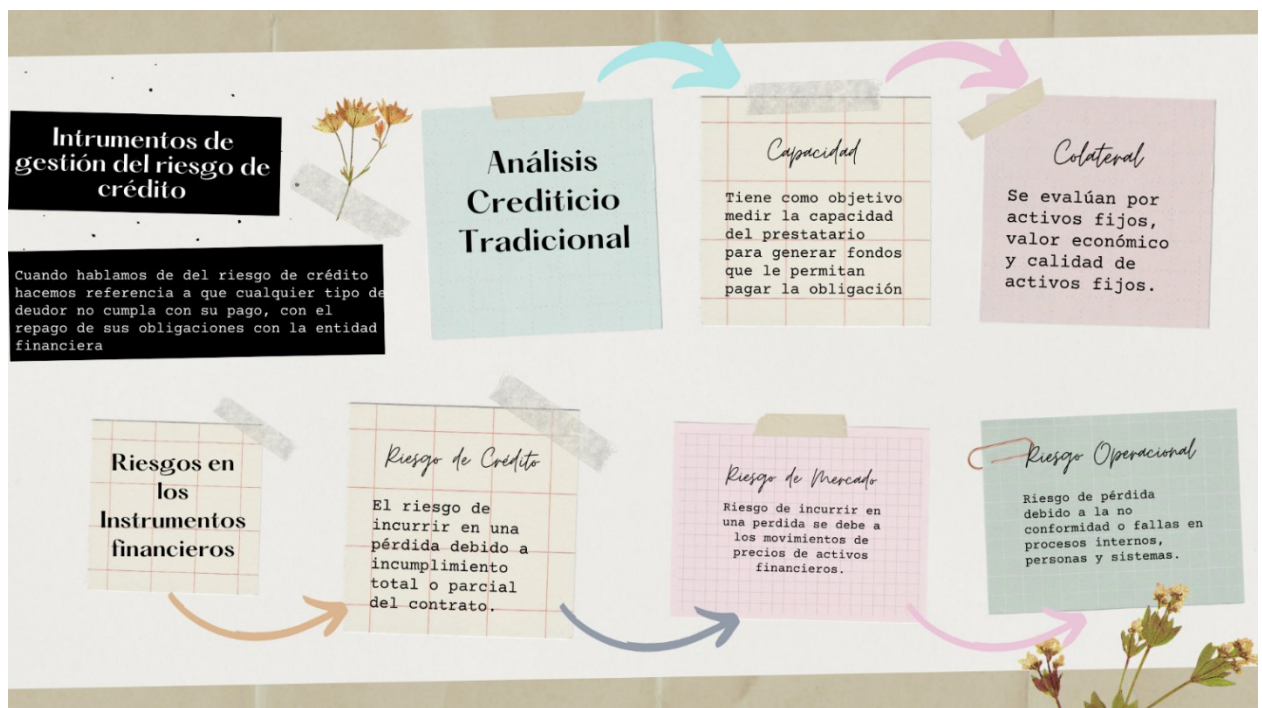 Intrumentos de
gestión del riesgo de
crédito
Cuando hablamos de del riesgo de crédito
hacemos referencia a que cualquier tipo de
deudor no cumpla con su pago, con el
repago de sus obligaciones con la entidad
financiera
Análisis
Crediticio
Tradicional
Capacidad
Tiene como objetivo
medir la capacidad
del prestatario
para generar fondos
que le permitan
pagar la obligación
Colateral
Se evalúan por
activos fijos,
valor económico
y calidad de
activos fijos.
Riesgos en
los
Instrumentos
financieros
Riesgo de Crédito
El riesgo de
incurrir en una
pérdida debido a
incumplimiento
total o parcial
del contrato.
Riesgo de Mercado
Riesgo de incurrir en
una perdida se debe a
los movimientos de
precios de activos
financieros.
Riesgo Operacional
Riesgo de pérdida
debido a la no
conformidad o fallas en
procesos internos,
personas y sistemas.